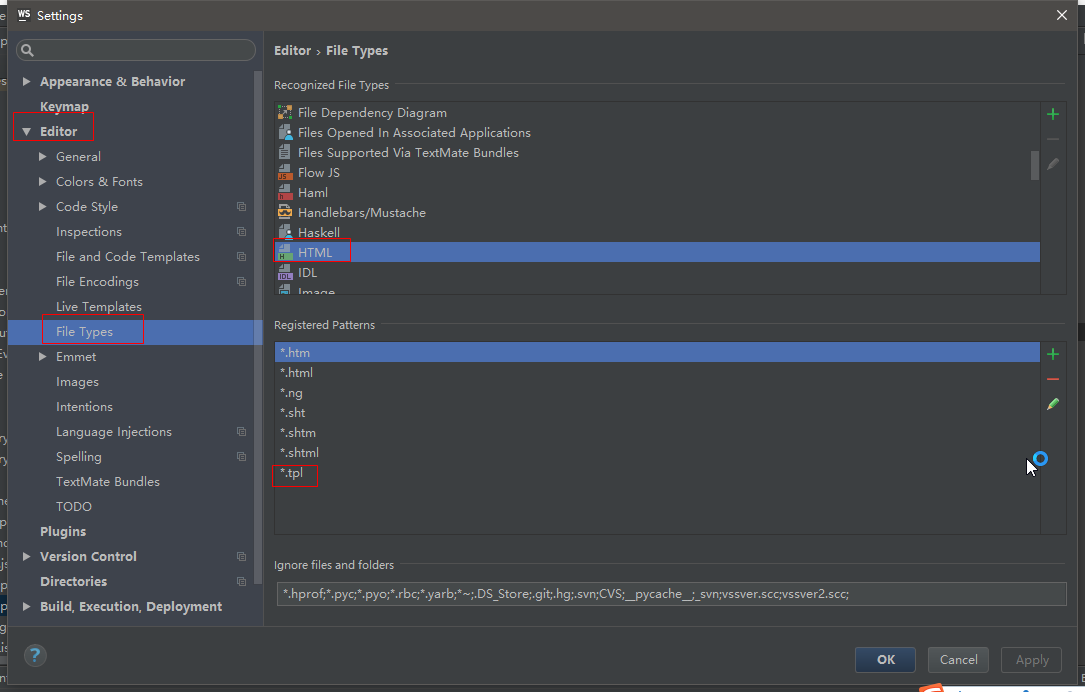 WS Settings
Editor › File Types
Appearance & Behavior
Keymap
Editor
General
Colors & Fonts
Code Style
Inspections
File and Code Templates
File Encodings
Live Templates
File Types
Emmet
Images
Intentions
Language Injections
Spelling
TextMate Bundles
TODO
Plugins
Version Control
Directories
Build, Execution, Deployment
Recognized File Types
File Dependency Diagram
Files Opened In Associated Applications
Files Supported Via TextMate Bundles
Flow JS
Haml
Handlebars/Mustache
Haskell
HTML
IDL
Image
Registered Patterns
*.htm
*.html
*.ng
*.sht
*.shtm
*.shtml
*.tpl
Ignore files and folders
*.hprof;*.pyc;*.pyo;*.rbc;*.yarb;*~;.DS_Store;.git;.hg;.svn;CVS;__pycache__;_svn;vssver.scc;vssver2.scc;
?
OK
Cancel
Apply